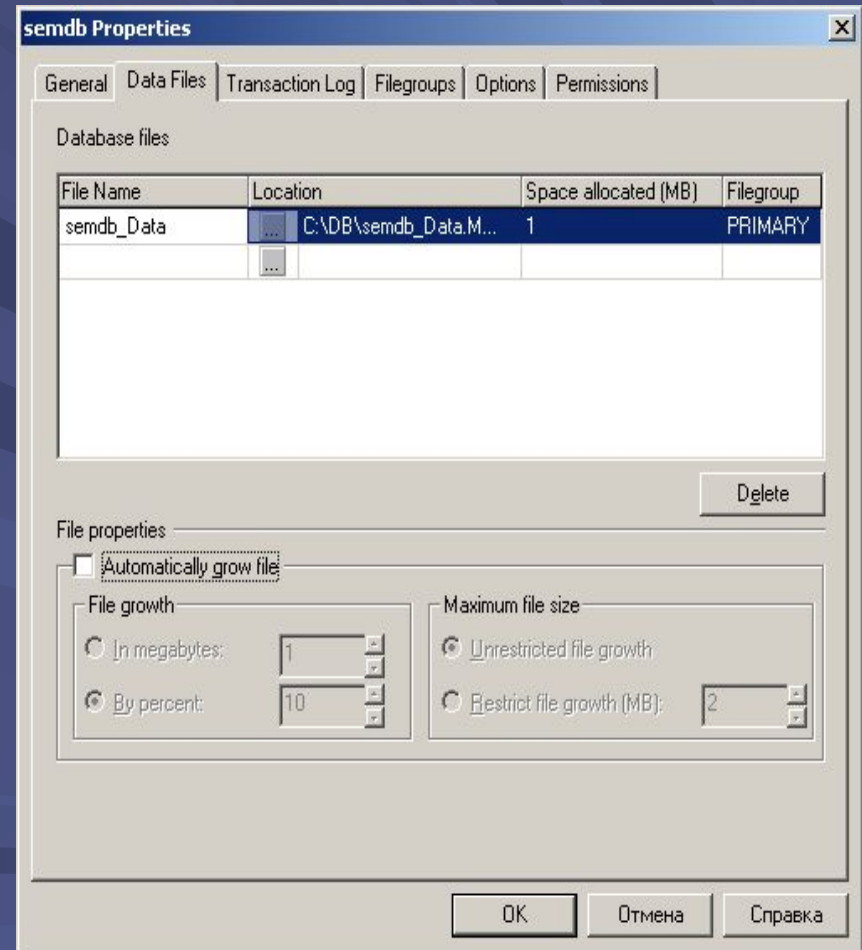 semdb Properties
General Data Files Transaction Log Filegroups Options Permissions
Database files
File Name Location Space allocated (MB) Filegroup
semdb_Data ... C:\DB\semdb_Data.M... 1 PRIMARY
...
Delete
File properties
Automatically grow file
File growth Maximum file size
In megabytes: 1 Unrestricted file growth
By percent: 10 Restrict file growth (MB): 2
OK Отмена Справка